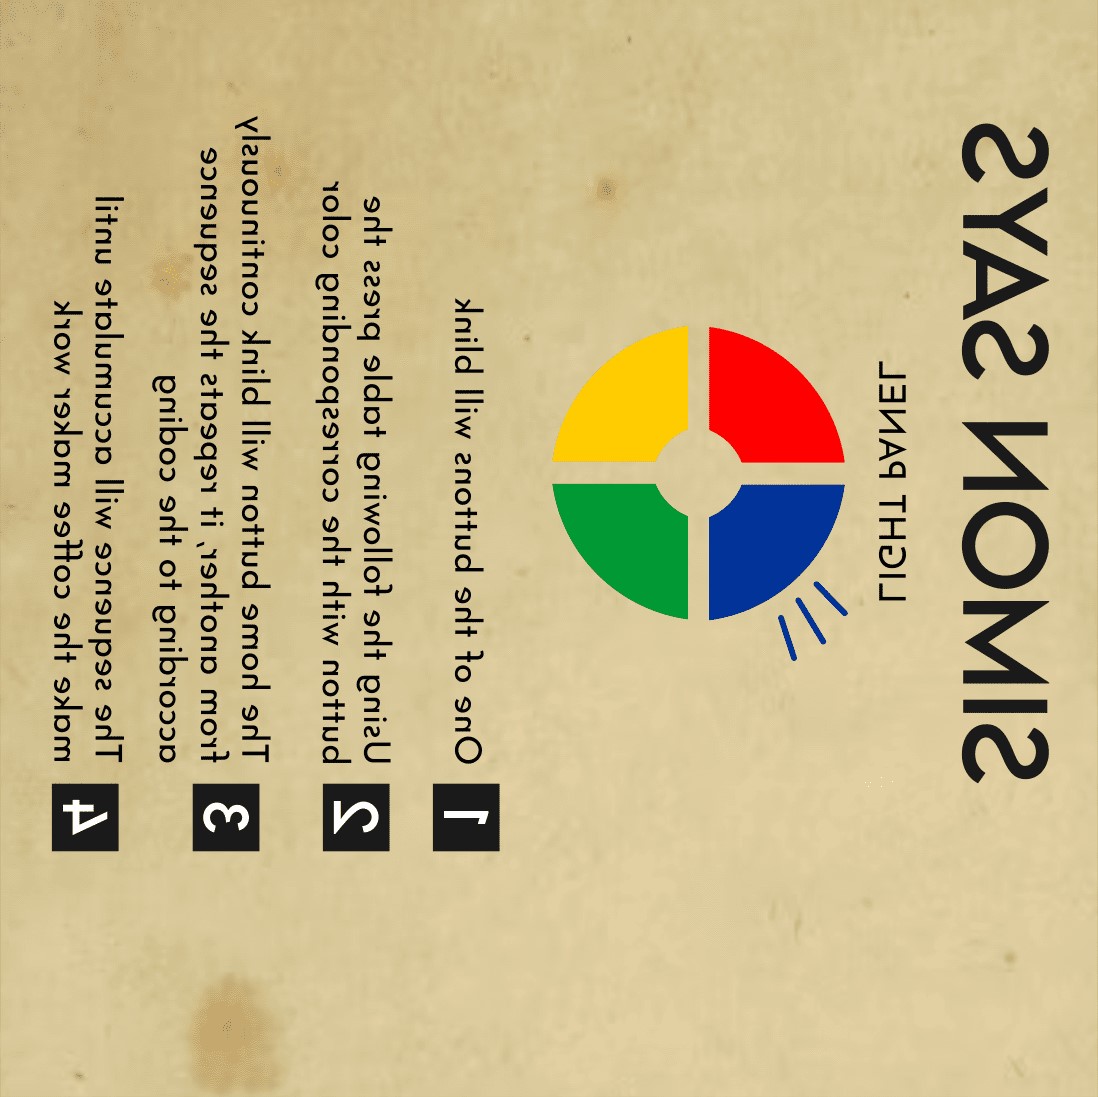 SIMON SAYS
LIGHT PANEL
1 One of the buttons will blink
2 Using the following table press the
button with the corresponding color
3 The home button will blink continuously
from another, it repeats the sequence
according to the coding
4 The sequence will accumulate until
make the coffee maker work